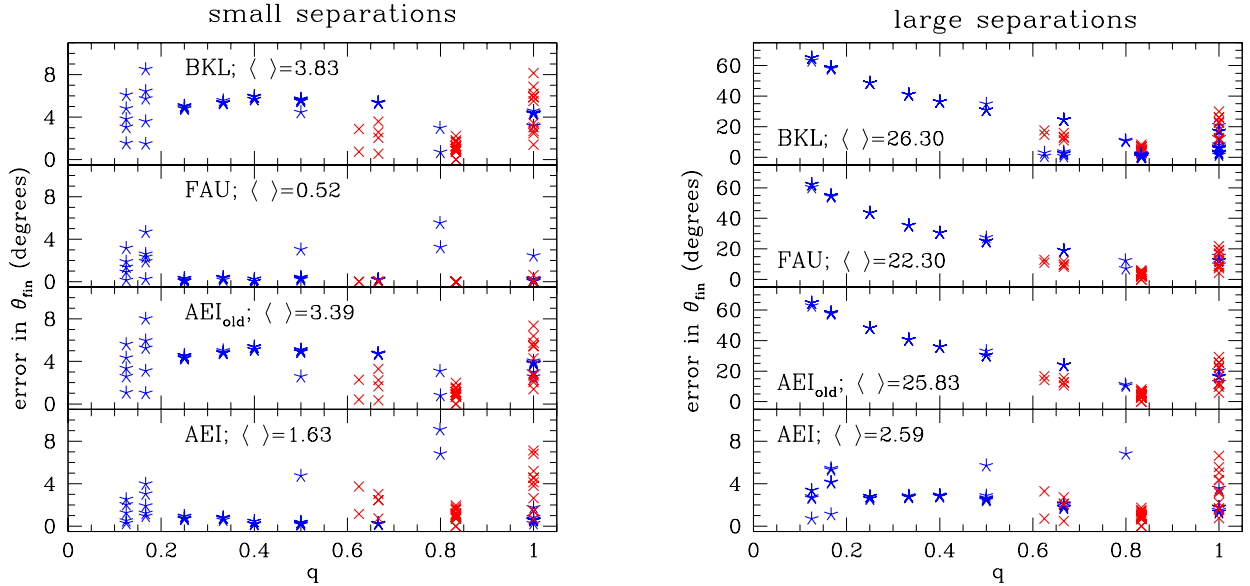 small separations
BKL; ⟨ ⟩=3.83
FAU; ⟨ ⟩=0.52
AEI_old; ⟨ ⟩=3.39
AEI; ⟨ ⟩=1.63
error in θ_fin (degrees)
8
4
0
8
4
0
8
4
0
8
4
0
0 0.2 0.4 0.6 0.8 1
q
large separations
BKL; ⟨ ⟩=26.30
FAU; ⟨ ⟩=22.30
AEI_old; ⟨ ⟩=25.83
AEI; ⟨ ⟩=2.59
error in θ_fin (degrees)
60
40
20
0
60
40
20
0
60
40
20
0
8
4
0
0 0.2 0.4 0.6 0.8 1
q